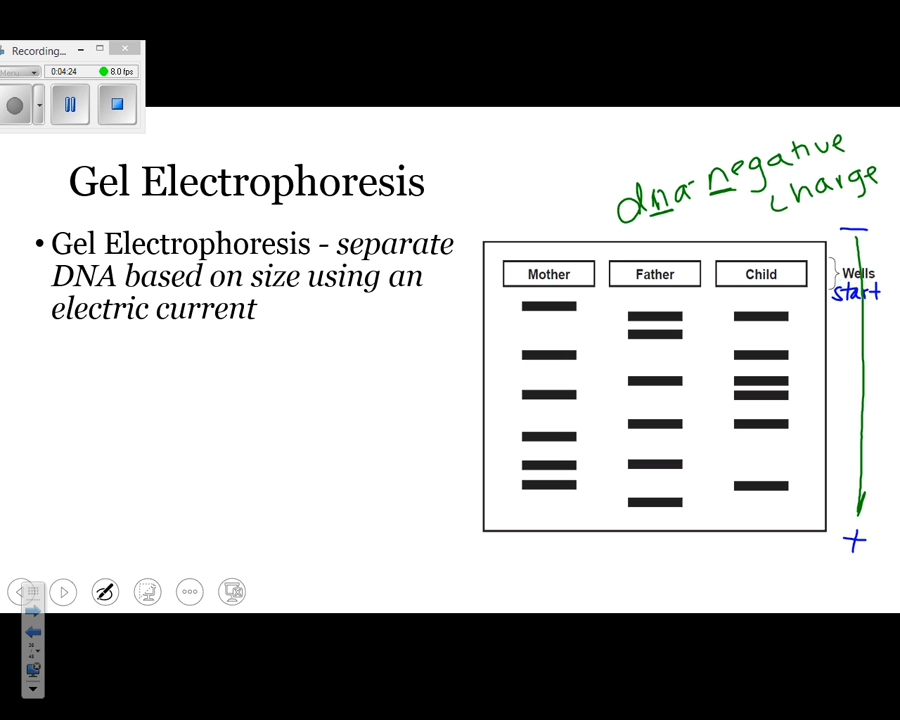 Recording...
Menu
0:04:24
8.0 fps
dna-negative
charge
Gel Electrophoresis
• Gel Electrophoresis - separate
DNA based on size using an
electric current
Mother
Father
Child
Wells
start
+